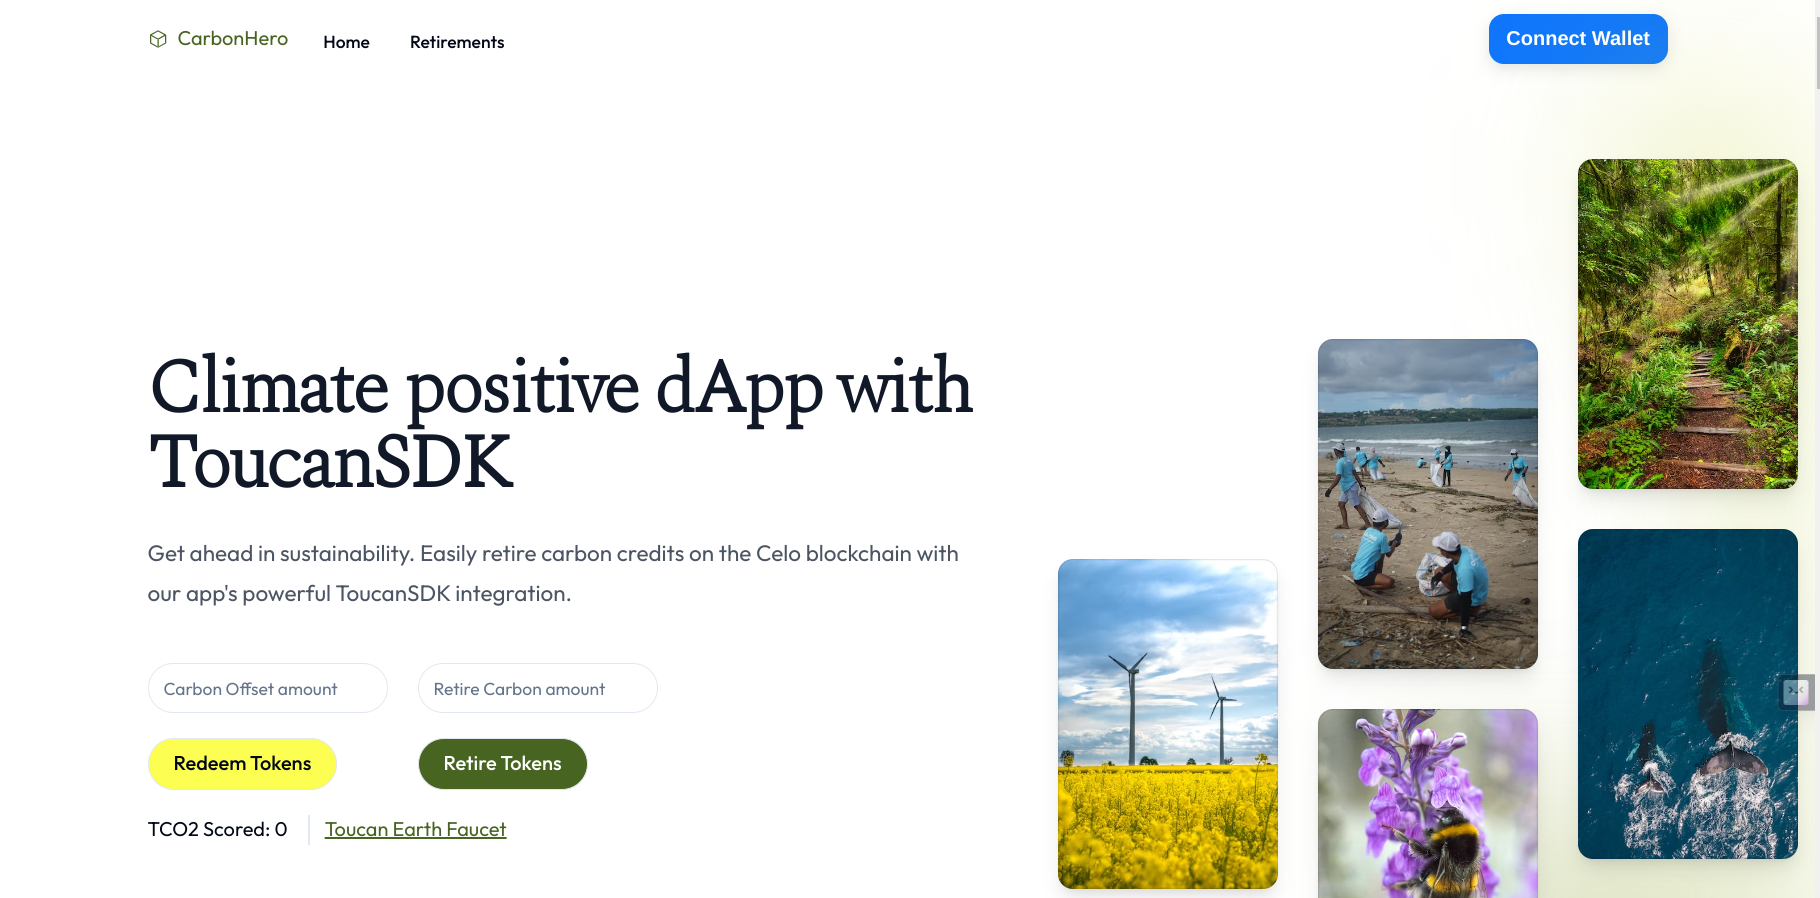 CarbonHero
Home
Retirements
Connect Wallet
Climate positive dApp with
ToucanSDK
Get ahead in sustainability. Easily retire carbon credits on the Celo blockchain with
our app's powerful ToucanSDK integration.
Carbon Offset amount
Retire Carbon amount
Redeem Tokens
Retire Tokens
TCO2 Scored: 0
Toucan Earth Faucet